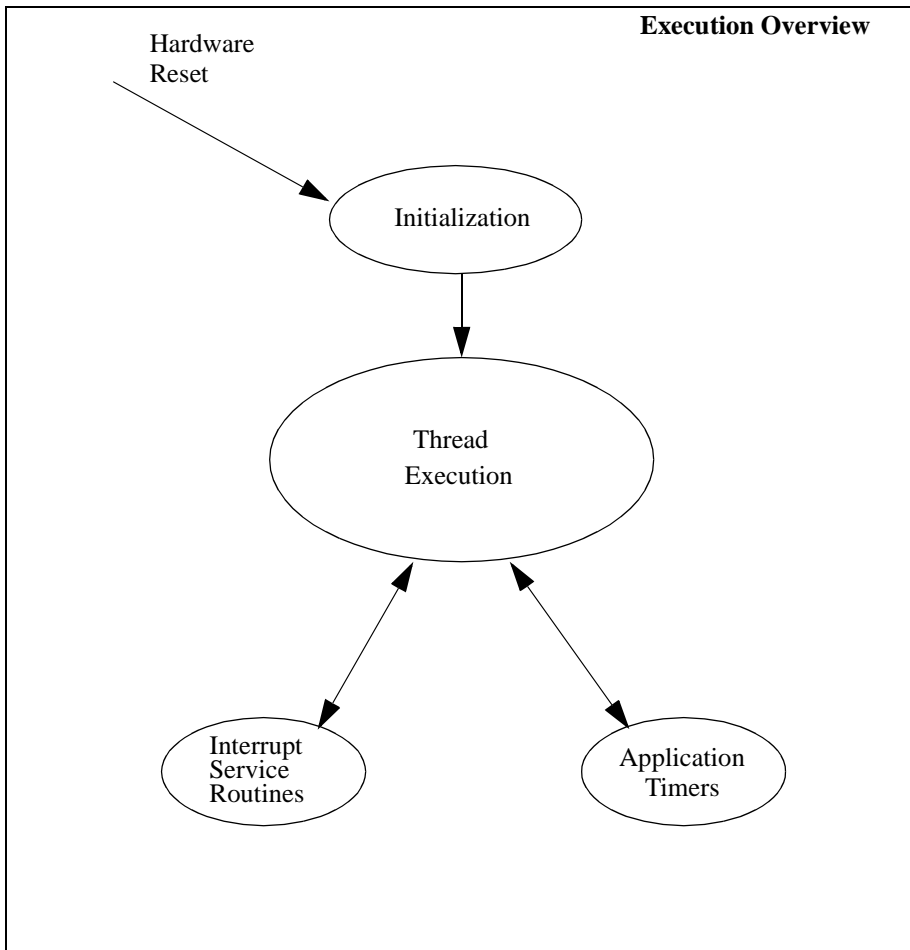 Execution Overview
Hardware
Reset
Initialization
Thread
Execution
Interrupt
Service
Routines
Application
Timers